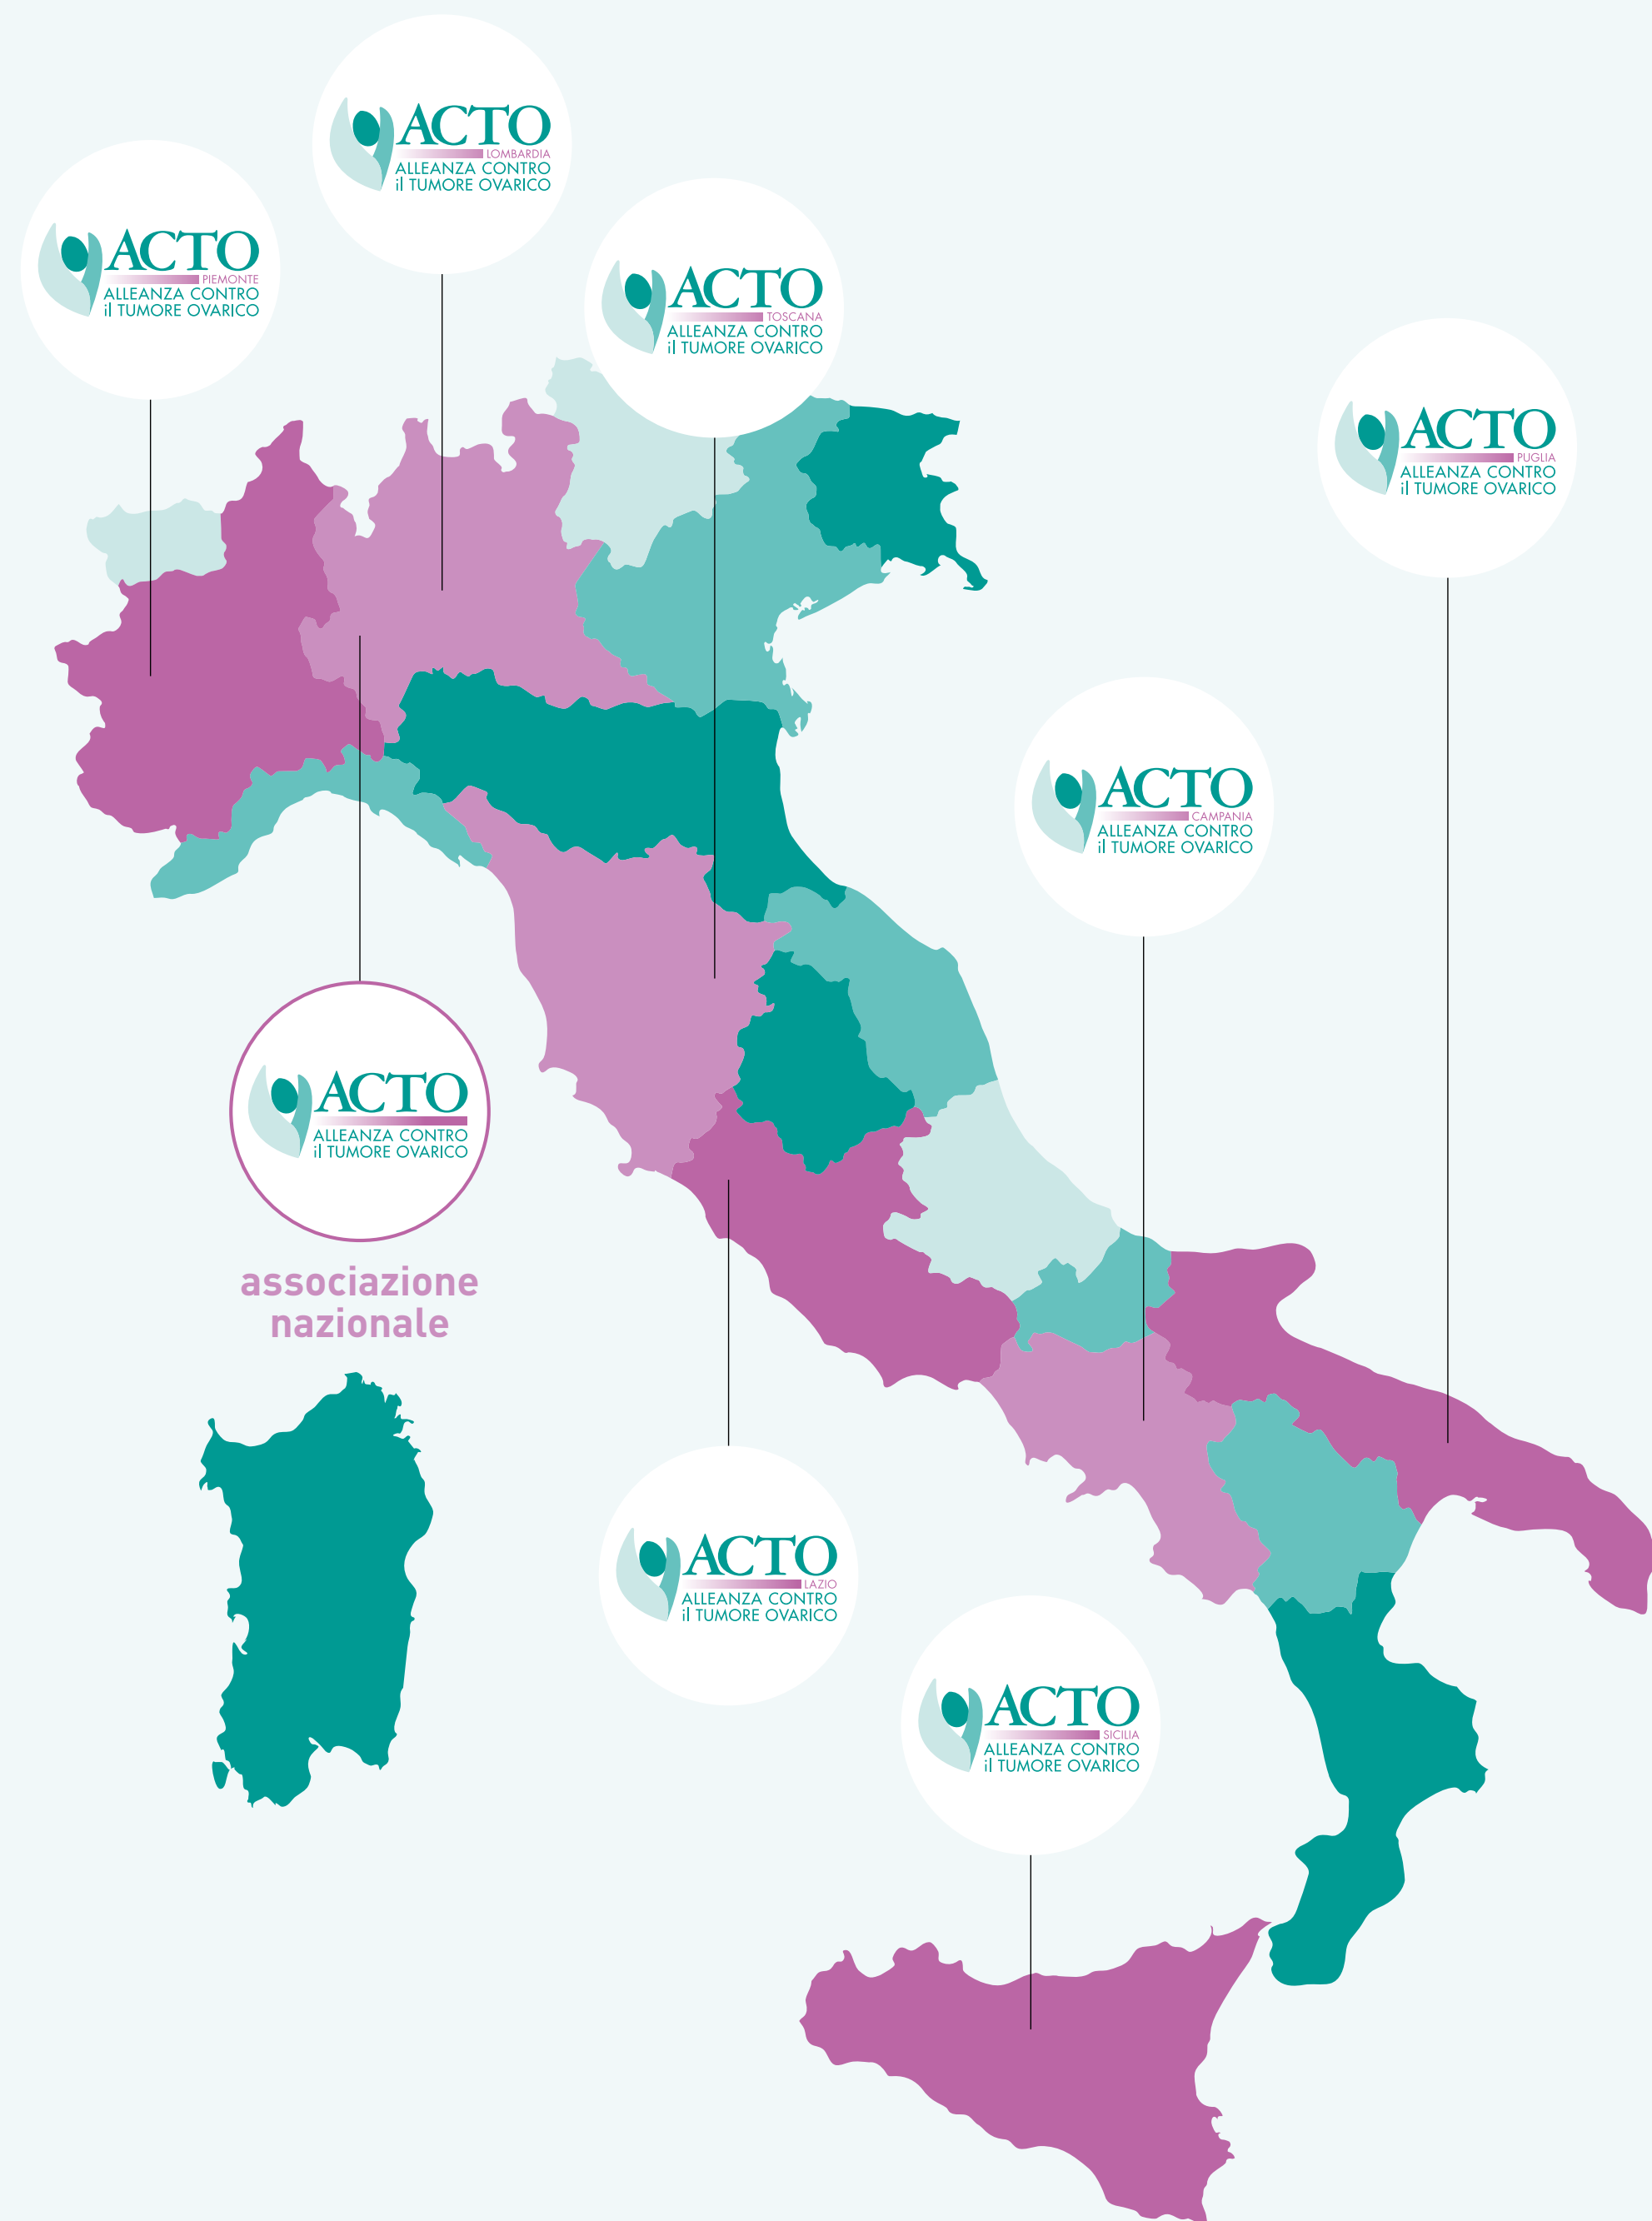 ACTO
LOMBARDIA
ALLEANZA CONTRO
il TUMORE OVARICO
ACTO
PIEMONTE
ALLEANZA CONTRO
il TUMORE OVARICO
ACTO
TOSCANA
ALLEANZA CONTRO
il TUMORE OVARICO
ACTO
PUGLIA
ALLEANZA CONTRO
il TUMORE OVARICO
ACTO
CAMPANIA
ALLEANZA CONTRO
il TUMORE OVARICO
ACTO
ALLEANZA CONTRO
il TUMORE OVARICO
associazione
nazionale
ACTO
LAZIO
ALLEANZA CONTRO
il TUMORE OVARICO
ACTO
SICILIA
ALLEANZA CONTRO
il TUMORE OVARICO